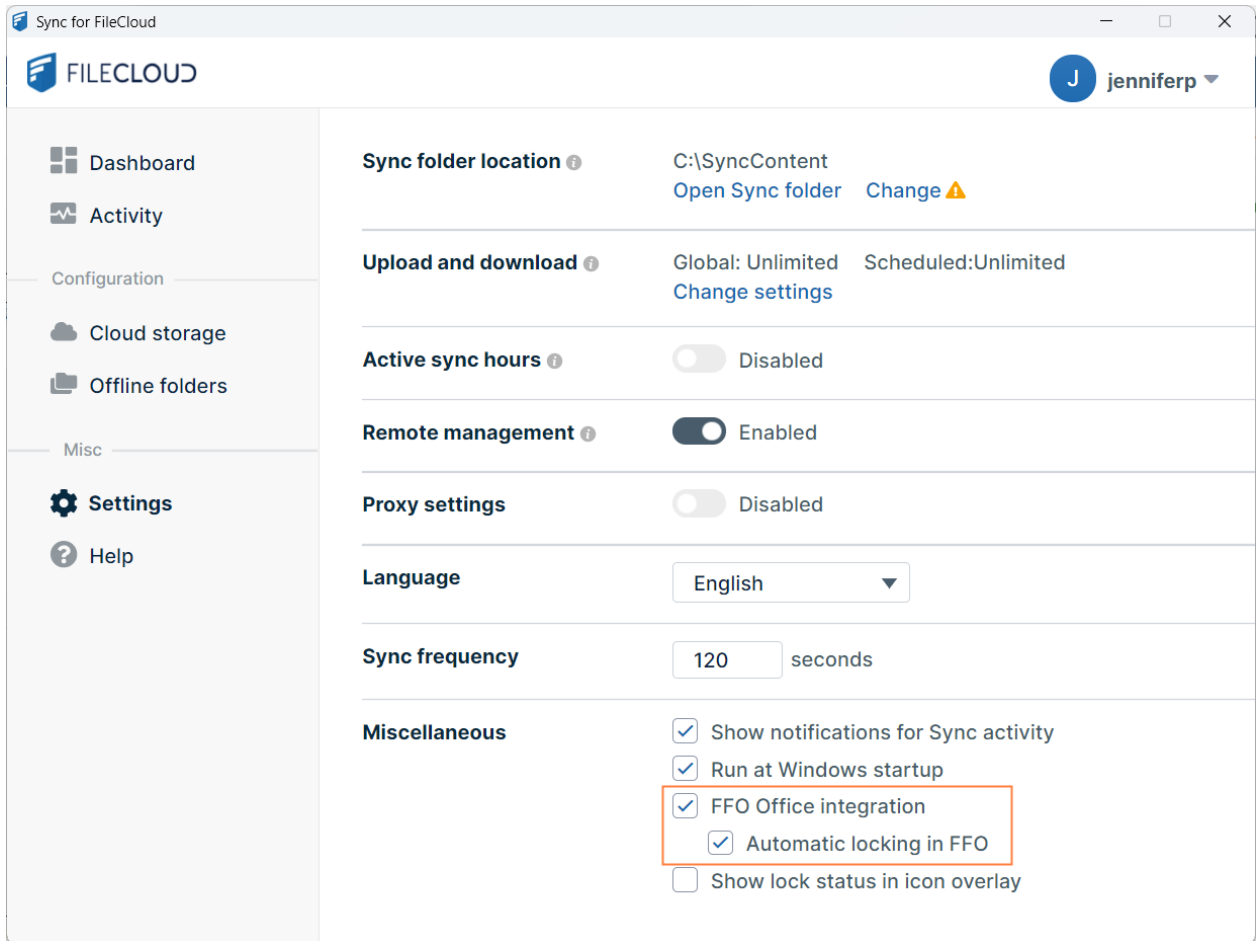 Sync for FileCloud
FILECLOUD
J
jenniferp
Dashboard
Activity
Configuration
Cloud storage
Offline folders
Misc
Settings
Help
Sync folder location
C:\SyncContent
Open Sync folder Change
Upload and download
Global: Unlimited Scheduled:Unlimited
Change settings
Active sync hours
Disabled
Remote management
Enabled
Proxy settings
Disabled
Language
English
Sync frequency
120 seconds
Miscellaneous
Show notifications for Sync activity
Run at Windows startup
FFO Office integration
Automatic locking in FFO
Show lock status in icon overlay